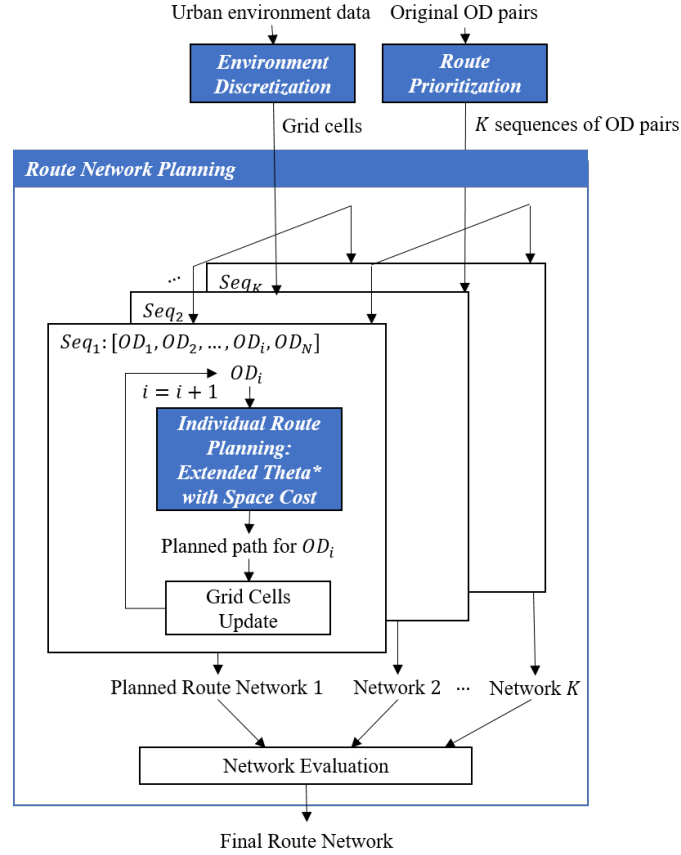 Urban environment data
Original OD pairs
Environment
Discretization
Route
Prioritization
Grid cells
K sequences of OD pairs
Route Network Planning
...
Seq_K
Seq_2
Seq_1: [OD_1, OD_2, ..., OD_i, OD_N]
OD_i
i = i + 1
Individual Route
Planning:
Extended Theta*
with Space Cost
Planned path for OD_i
Grid Cells
Update
Planned Route Network 1
Network 2
...
Network K
Network Evaluation
Final Route Network